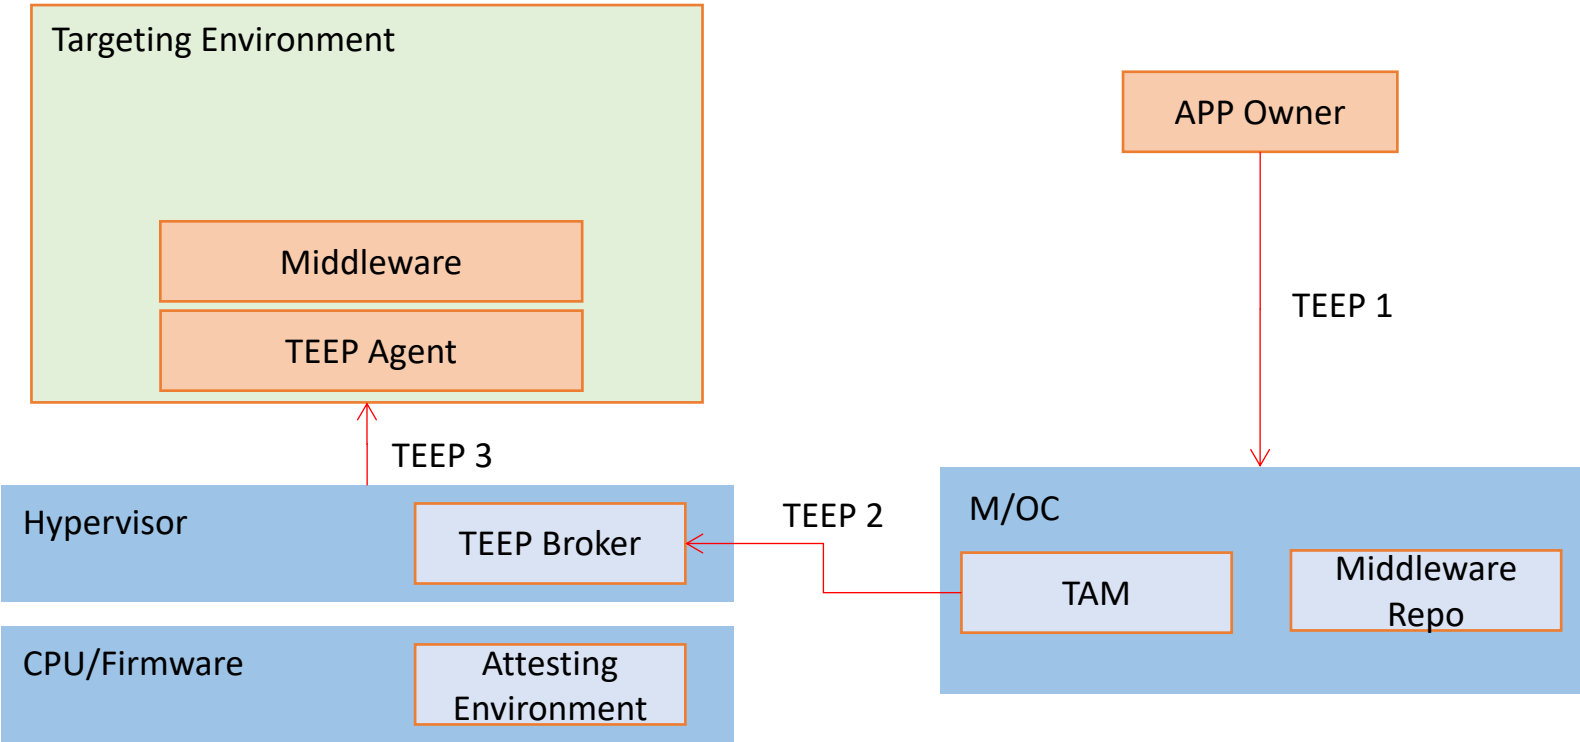 Targeting Environment
APP Owner
Middleware
TEEP 1
TEEP Agent
TEEP 3
Hypervisor
TEEP Broker
TEEP 2
M/OC
TAM
Middleware
Repo
CPU/Firmware
Attesting
Environment